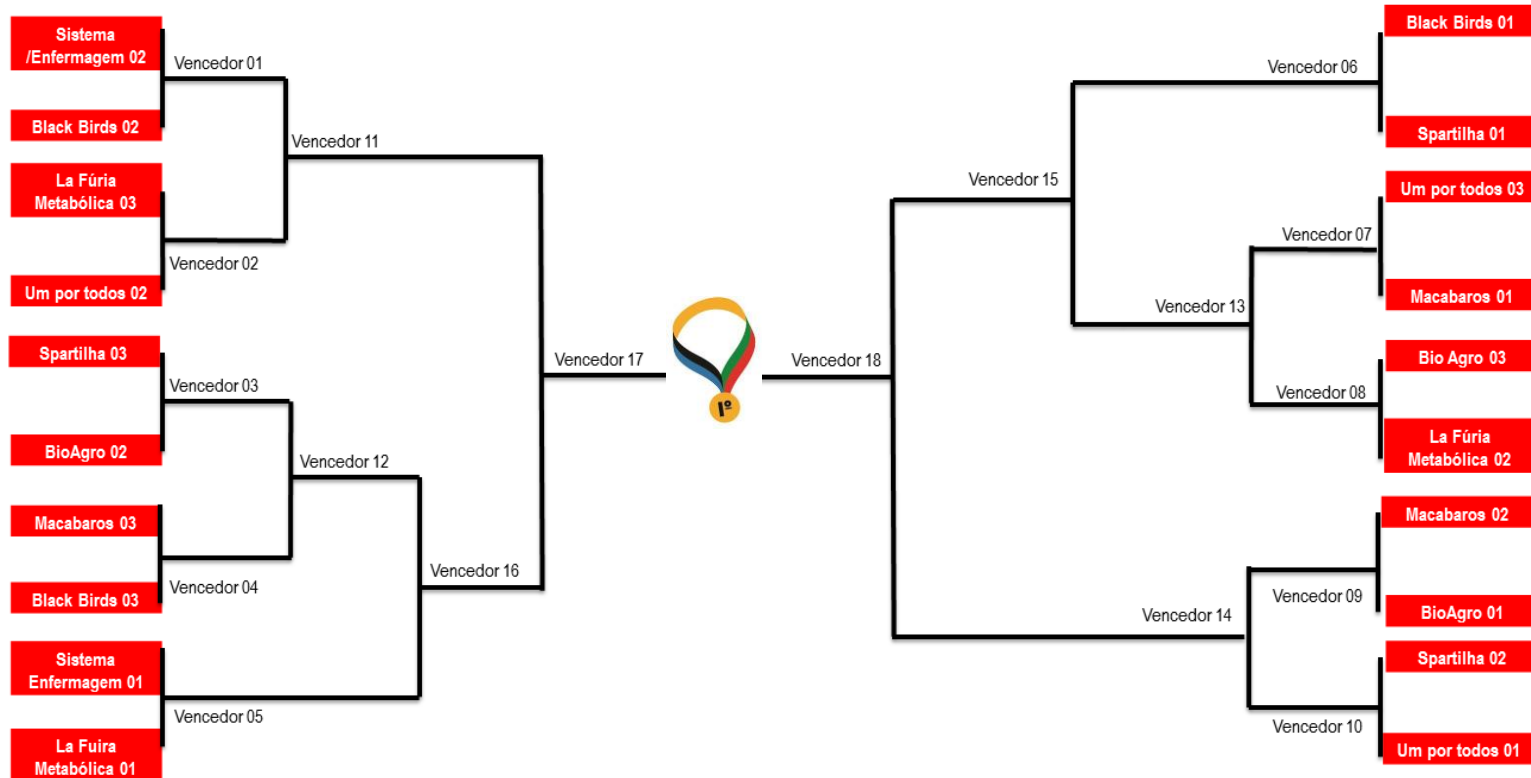 Sistema
/Enfermagem 02
Vencedor 01
Black Birds 02
Vencedor 11
La Fúria
Metabólica 03
Vencedor 02
Um por todos 02
Spartilha 03
Vencedor 03
BioAgro 02
Vencedor 12
Macabaros 03
Vencedor 04
Black Birds 03
Vencedor 16
Sistema
Enfermagem 01
Vencedor 05
La Fuira
Metabólica 01
Vencedor 17
1º
Vencedor 18
Black Birds 01
Vencedor 06
Spartilha 01
Vencedor 15
Um por todos 03
Vencedor 07
Macabaros 01
Vencedor 13
Bio Agro 03
Vencedor 08
La Fúria
Metabólica 02
Macabaros 02
Vencedor 09
BioAgro 01
Vencedor 14
Spartilha 02
Vencedor 10
Um por todos 01